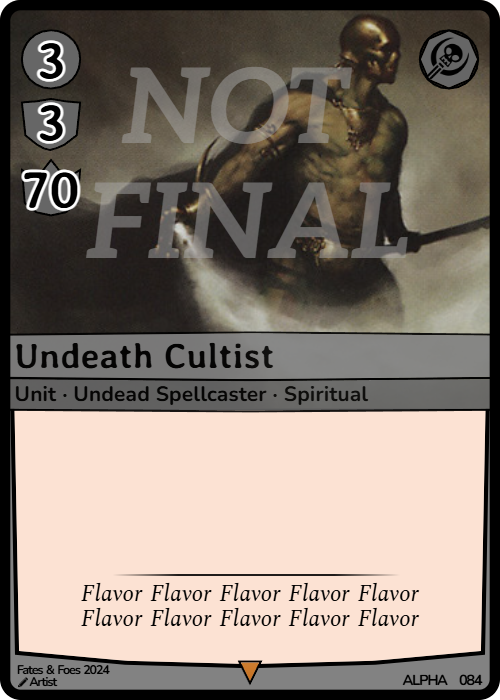 3
3
70
NOT
FINAL
Undeath Cultist
Unit · Undead Spellcaster · Spiritual
Flavor Flavor Flavor Flavor Flavor
Flavor Flavor Flavor Flavor Flavor
Fates & Foes 2024
Artist
ALPHA 084